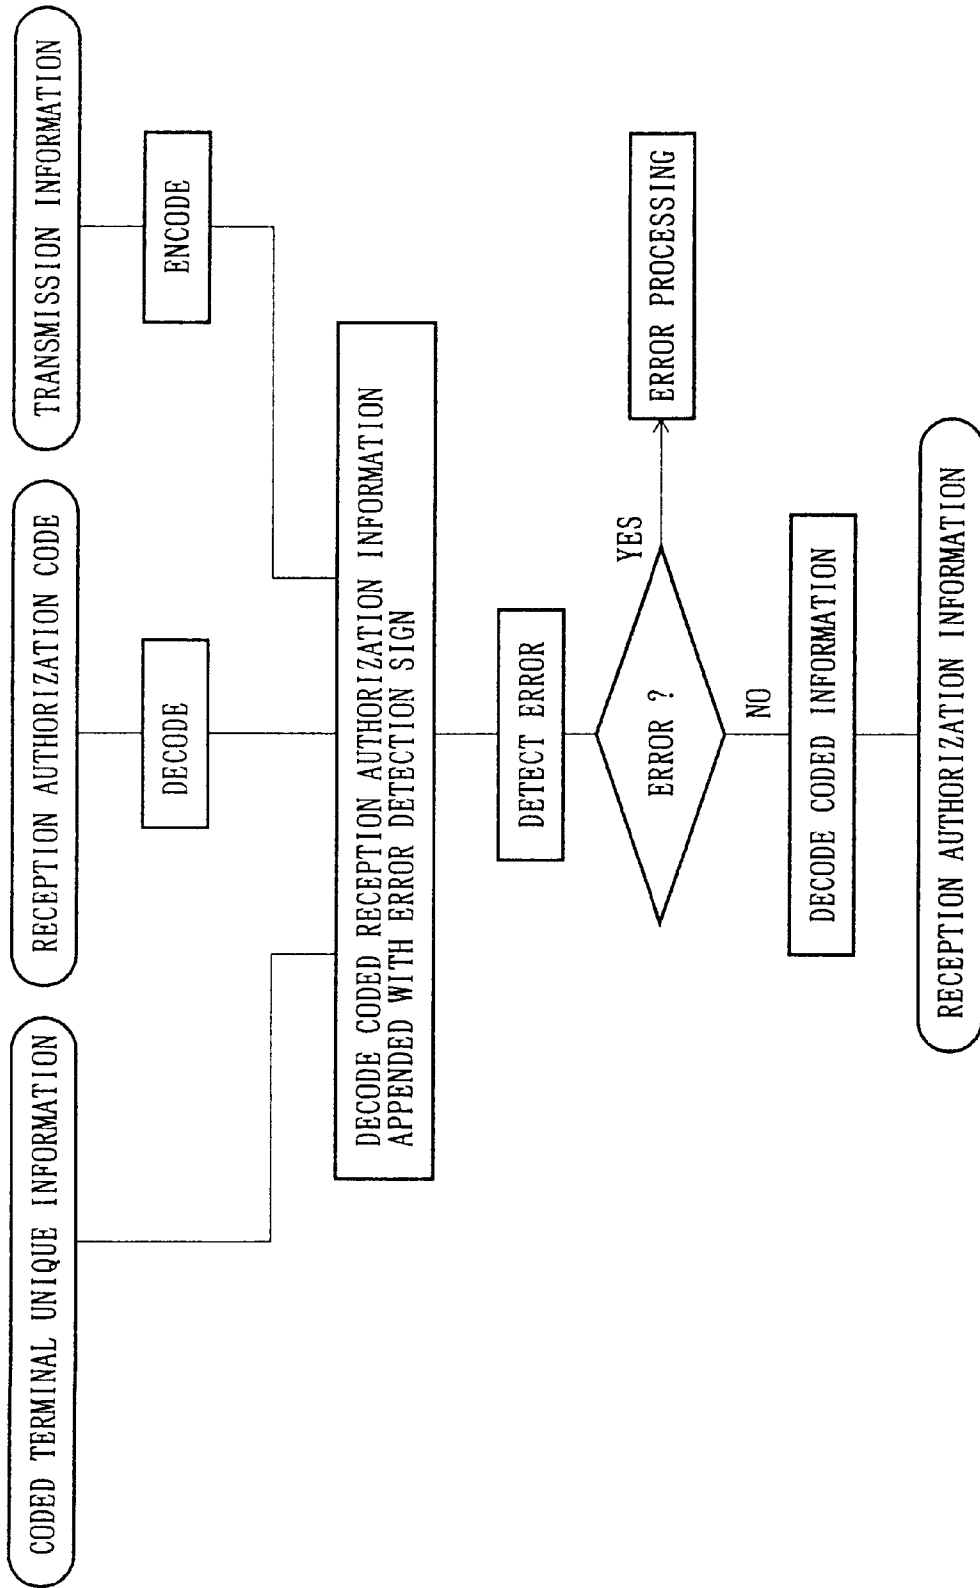 CODED TERMINAL UNIQUE INFORMATION
RECEPTION AUTHORIZATION CODE
TRANSMISSION INFORMATION
DECODE
ENCODE
DECODE CODED RECEPTION AUTHORIZATION INFORMATION
APPENDED WITH ERROR DETECTION SIGN
DETECT ERROR
ERROR ?
YES
ERROR PROCESSING
NO
DECODE CODED INFORMATION
RECEPTION AUTHORIZATION INFORMATION